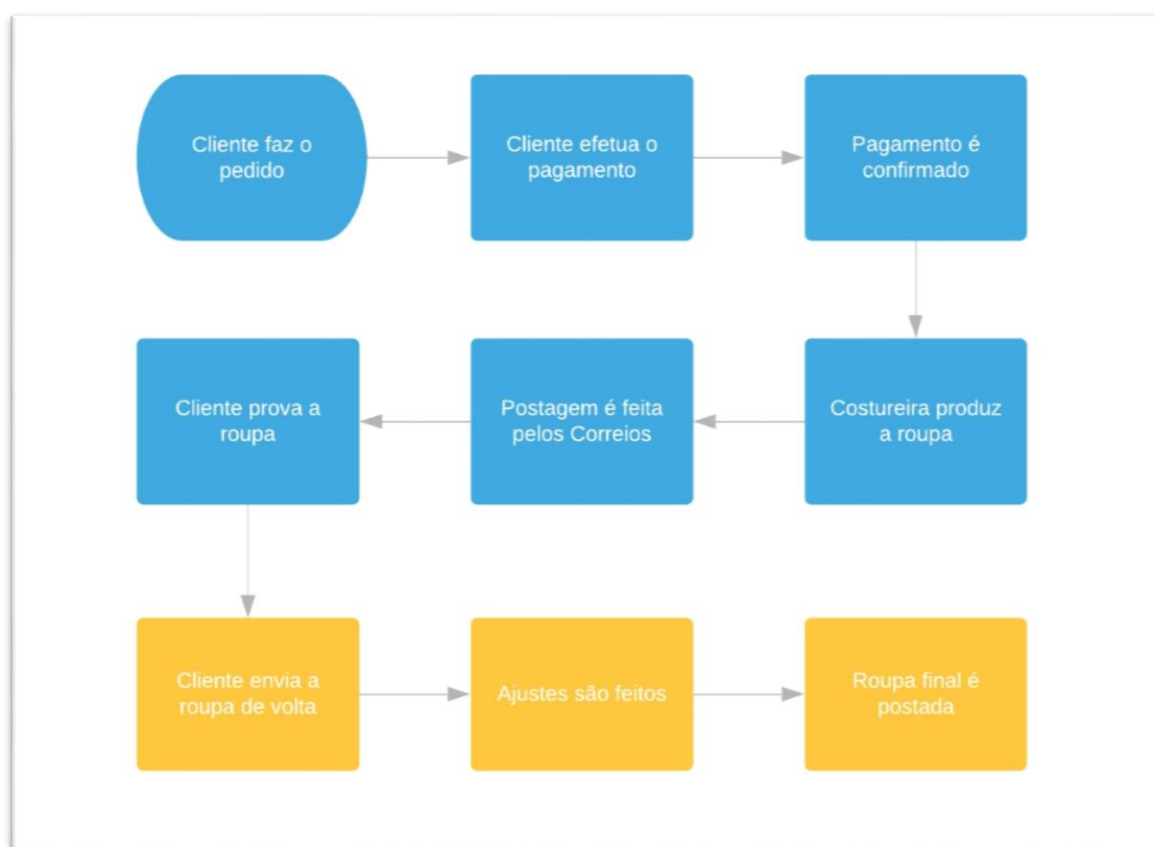 Cliente faz o
pedido
Cliente efetua o
pagamento
Pagamento é
confirmado
Cliente prova a
roupa
Postagem é feita
pelos Correios
Costureira produz
a roupa
Cliente envia a
roupa de volta
Ajustes são feitos
Roupa final é
postada